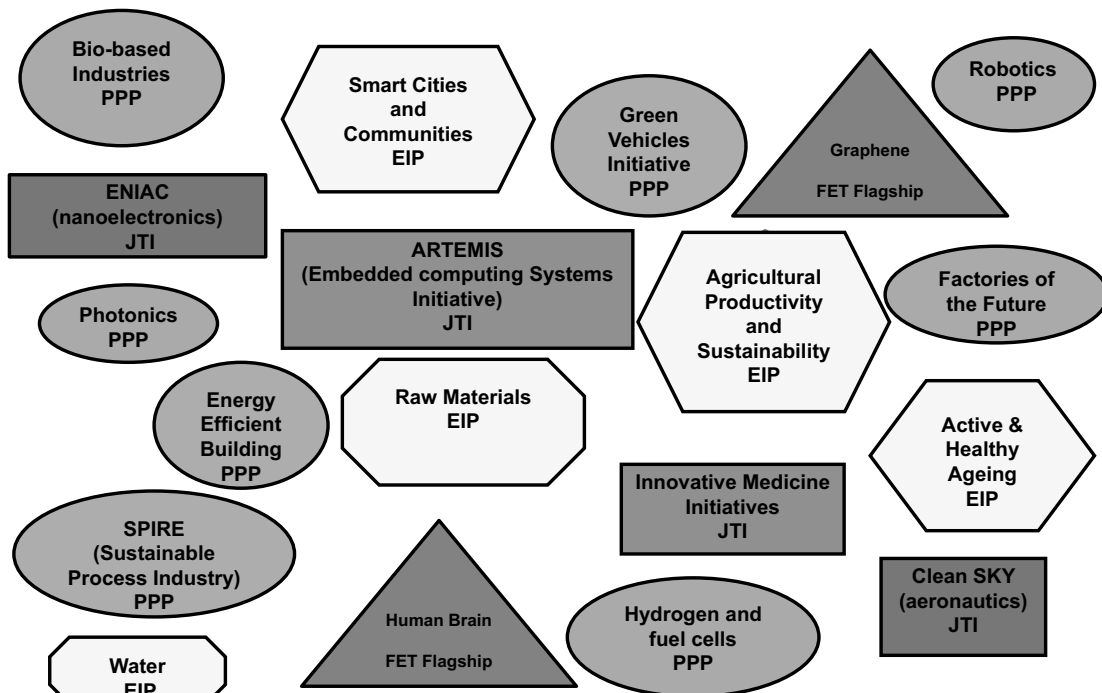 Bio-based
Industries
PPP
Smart Cities
and
Communities
EIP
Green
Vehicles
Initiative
PPP
Graphene
FET Flagship
Robotics
PPP
ENIAC
(nanoelectronics)
JTI
ARTEMIS
(Embedded computing Systems
Initiative)
JTI
Agricultural
Productivity
and
Sustainability
EIP
Factories of
the Future
PPP
Photonics
PPP
Energy
Efficient
Building
PPP
Raw Materials
EIP
Active &
Healthy
Ageing
EIP
Innovative Medicine
Initiatives
JTI
SPIRE
(Sustainable
Process Industry)
PPP
Human Brain
FET Flagship
Hydrogen and
fuel cells
PPP
Clean SKY
(aeronautics)
JTI
Water
EIP